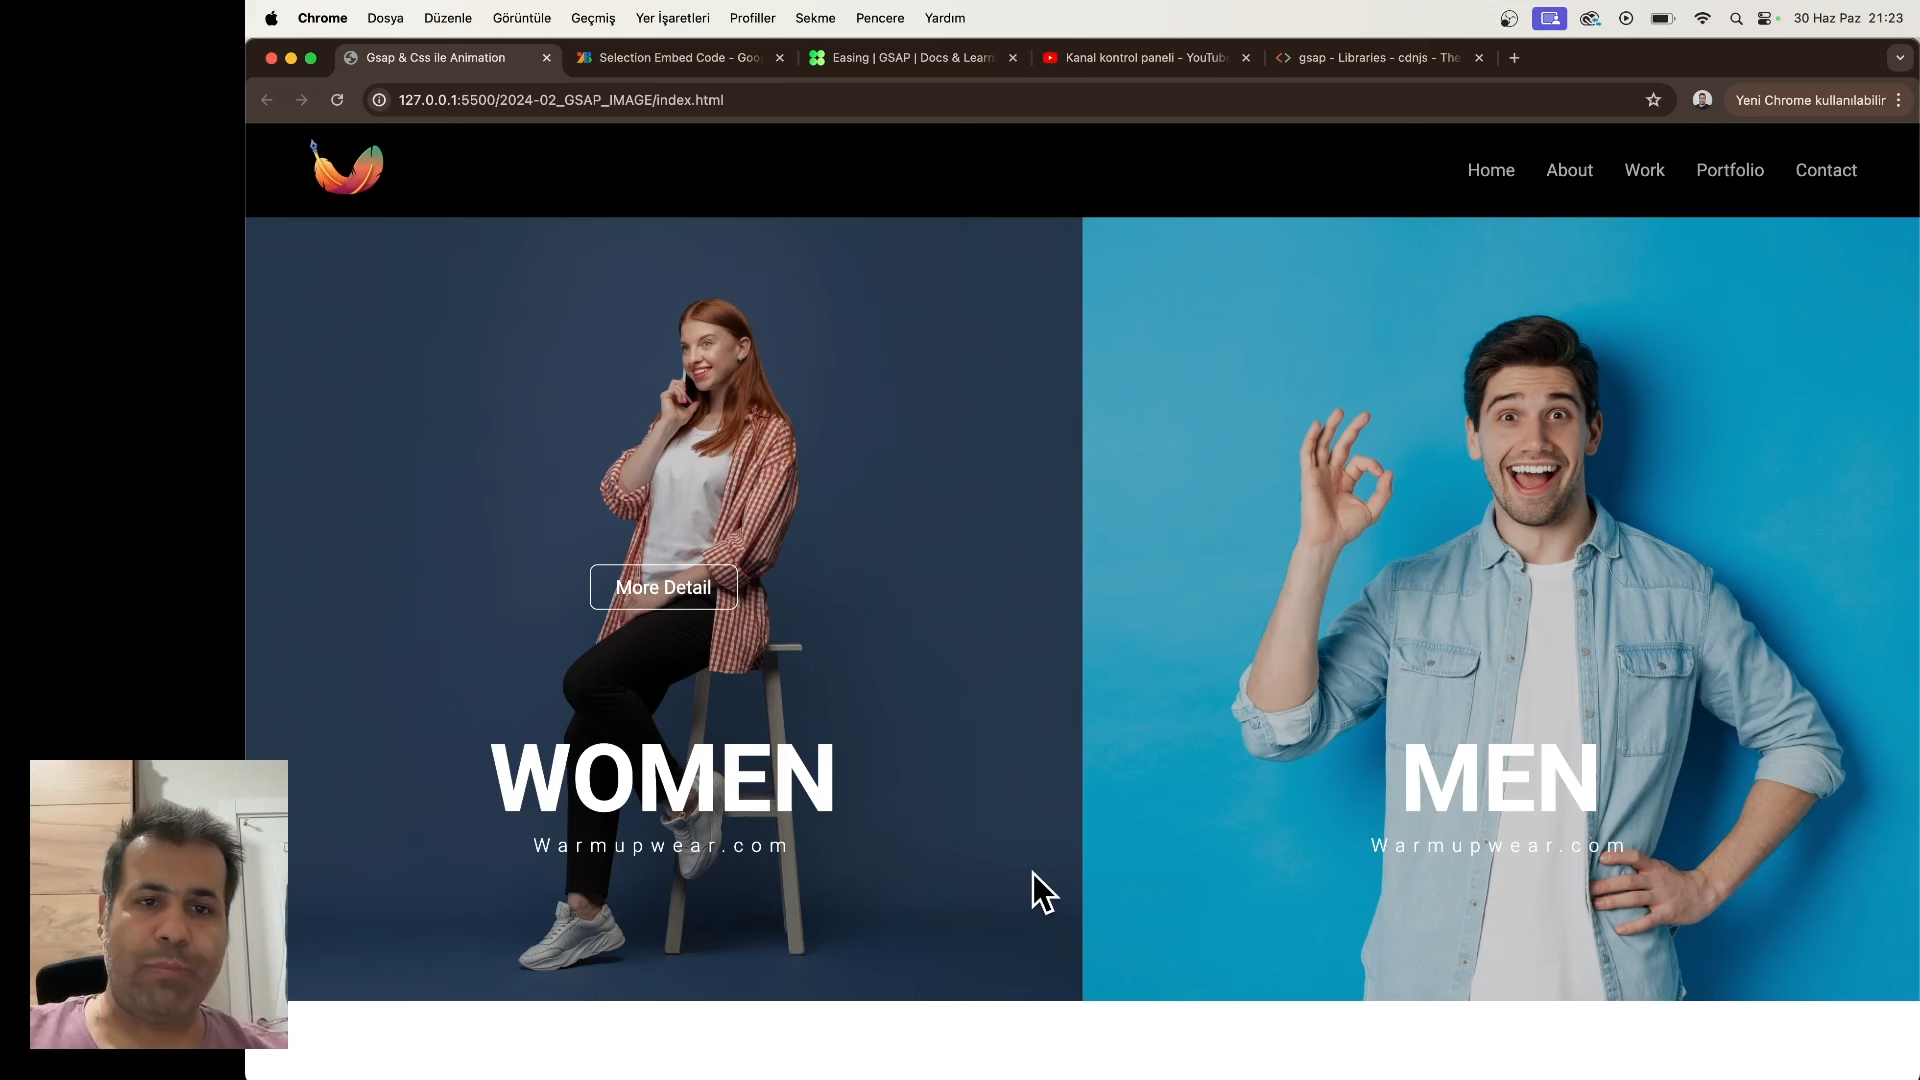 Chrome Dosya Düzenle Görüntüle Geçmiş Yer İşaretleri Profiller Sekme Pencere Yardım 30 Haz Paz 21:23
Gsap & Css ile Animation Selection Embed Code - Goo Easing | GSAP | Docs & Learn Kanal kontrol paneli - YouTub gsap - Libraries - cdnjs - The
127.0.0.1:5500/2024-02_GSAP_IMAGE/index.html Yeni Chrome kullanılabilir
Home About Work Portfolio Contact
More Detail
WOMEN
Warmupwear.com
MEN
Warmupwear.com